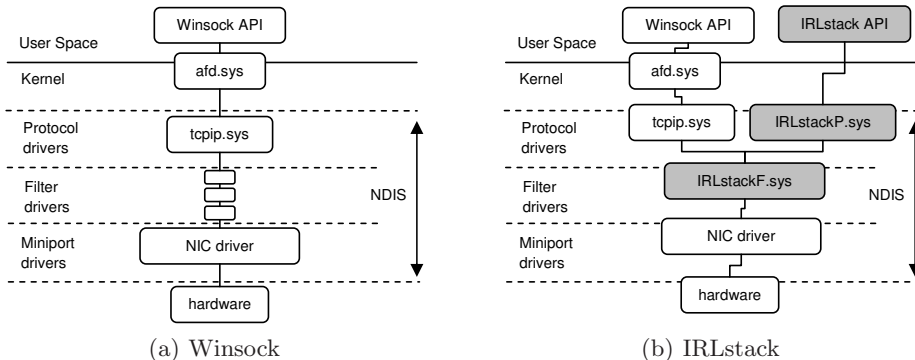 Winsock API
User Space
afd.sys
Kernel
Protocol
drivers
tcpip.sys
Filter
drivers
NDIS
Miniport
drivers
NIC driver
hardware
(a) Winsock
Winsock API
IRLstack API
User Space
afd.sys
Kernel
Protocol
drivers
tcpip.sys
IRLstackP.sys
Filter
drivers
IRLstackF.sys
NDIS
Miniport
drivers
NIC driver
hardware
(b) IRLstack